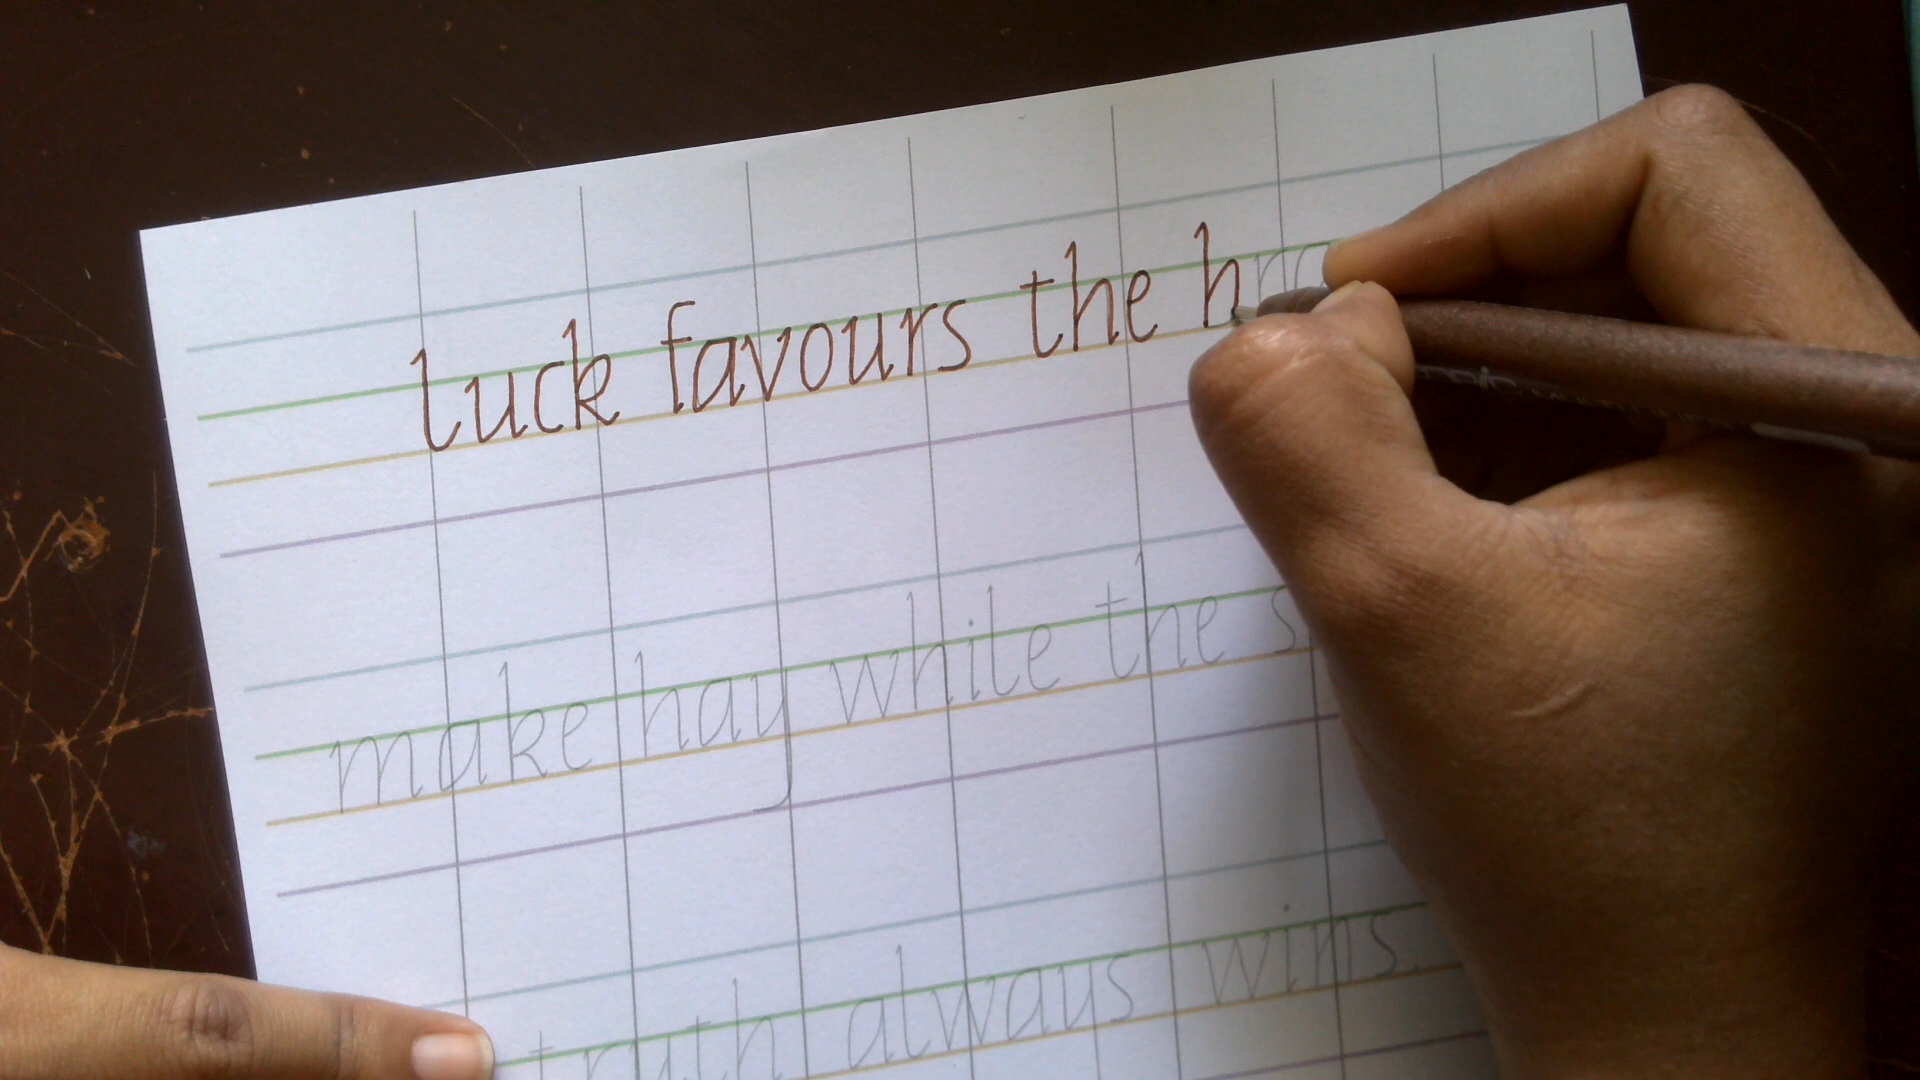 luck favours the
make hay while the
truth always wins.